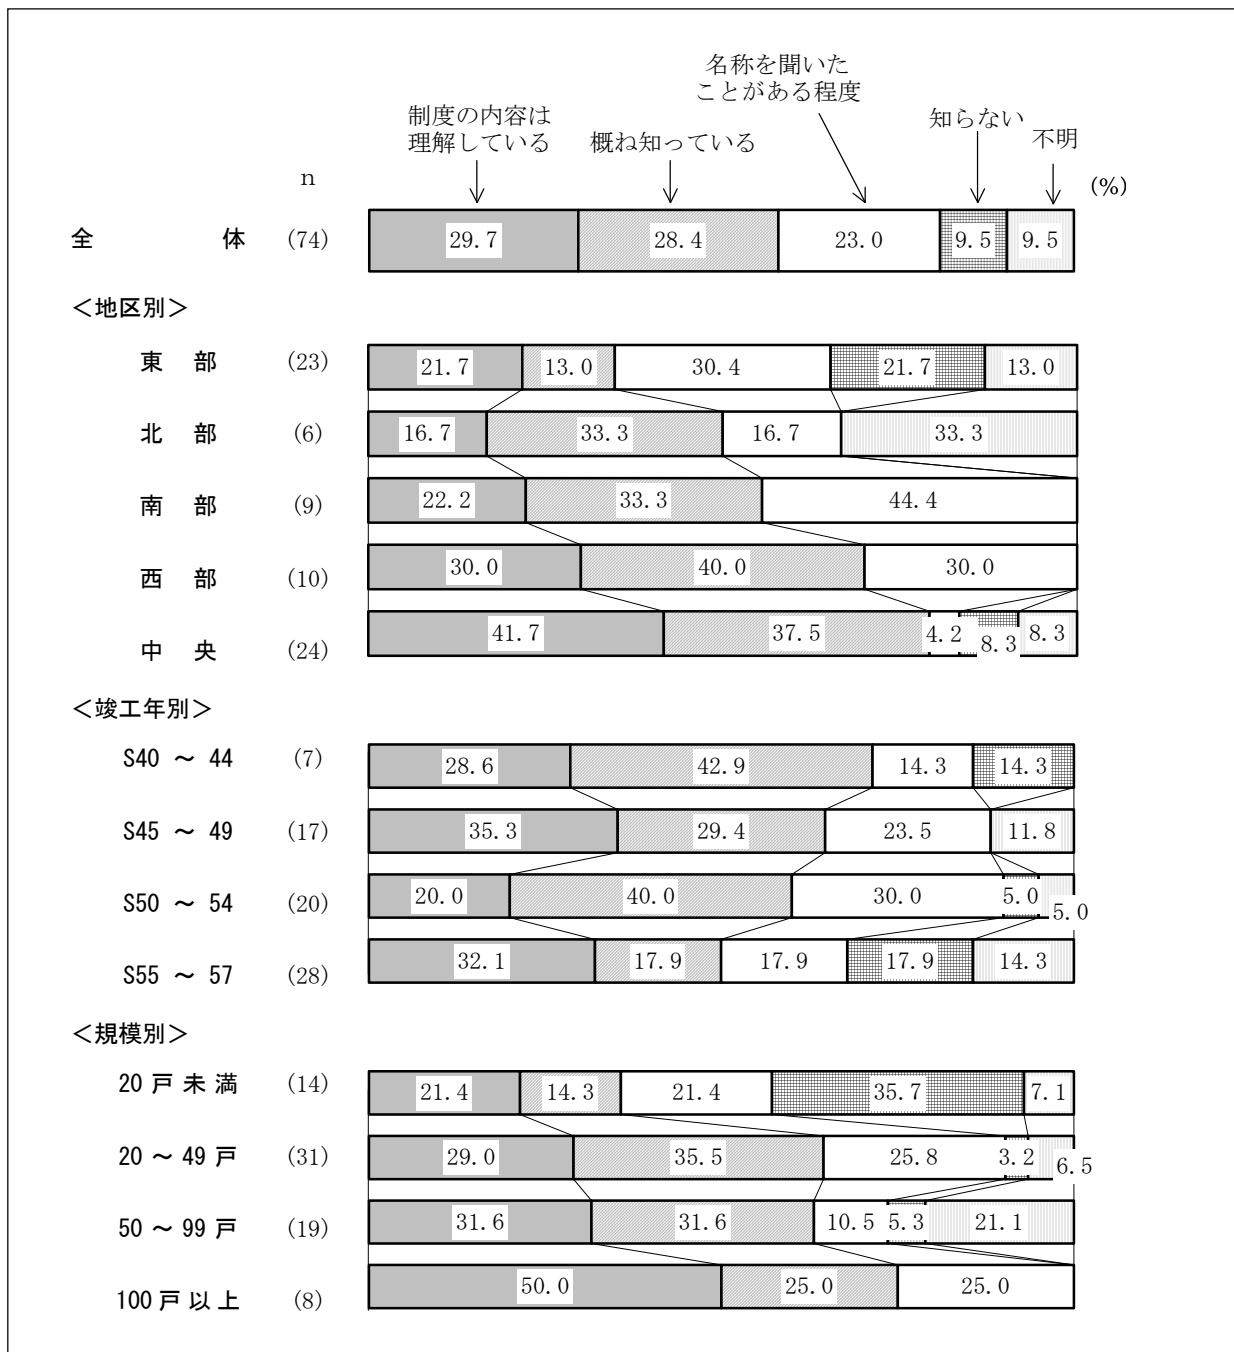 名称を聞いた
ことがある程度
制度の内容は
理解している
概ね知っている
知らない
不明
n
(%)
全　　体 (74) 29.7 28.4 23.0 9.5 9.5
＜地区別＞
東　部 (23) 21.7 13.0 30.4 21.7 13.0
北　部 (6) 16.7 33.3 16.7 33.3
南　部 (9) 22.2 33.3 44.4
西　部 (10) 30.0 40.0 30.0
中　央 (24) 41.7 37.5 4.2 8.3 8.3
＜竣工年別＞
S40 ～ 44 (7) 28.6 42.9 14.3 14.3
S45 ～ 49 (17) 35.3 29.4 23.5 11.8
S50 ～ 54 (20) 20.0 40.0 30.0 5.0 5.0
S55 ～ 57 (28) 32.1 17.9 17.9 17.9 14.3
＜規模別＞
20戸未満 (14) 21.4 14.3 21.4 35.7 7.1
20～49戸 (31) 29.0 35.5 25.8 3.2 6.5
50～99戸 (19) 31.6 31.6 10.5 5.3 21.1
100戸以上 (8) 50.0 25.0 25.0